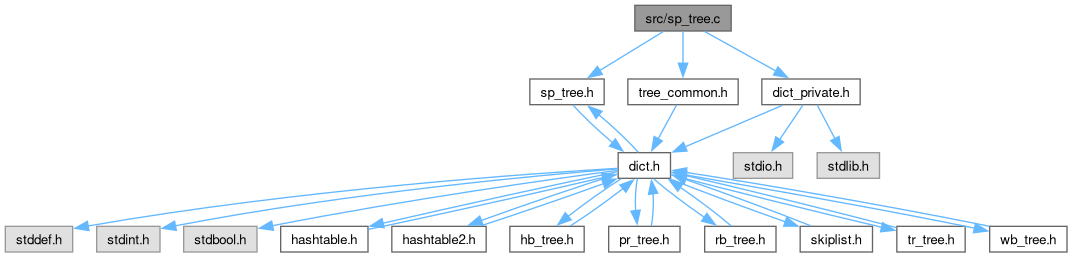 src/sp_tree.c
sp_tree.h
tree_common.h
dict_private.h
dict.h
stdio.h
stdlib.h
stddef.h
stdint.h
stdbool.h
hashtable.h
hashtable2.h
hb_tree.h
pr_tree.h
rb_tree.h
skiplist.h
tr_tree.h
wb_tree.h